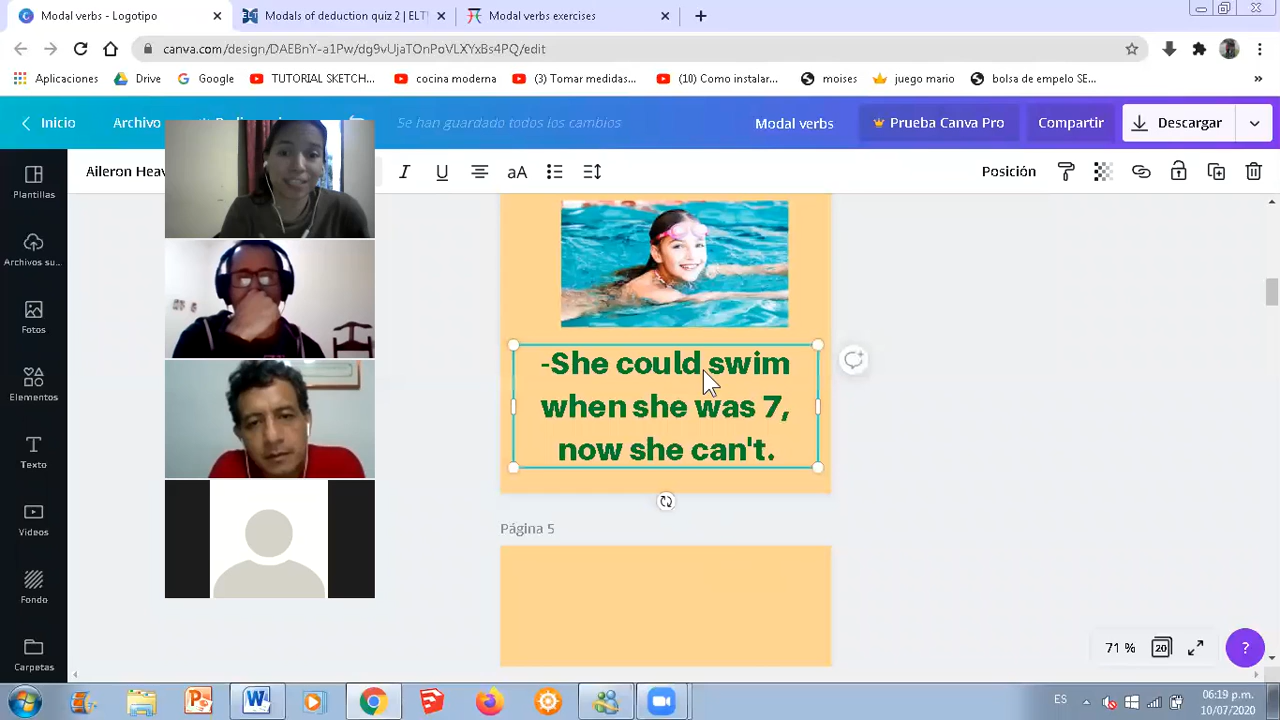 Modal verbs - Logotipo
Modals of deduction quiz 2 | ELT
Modal verbs exercises
canva.com/design/DAEBnY-a1Pw/dg9vUjaTOnPoVLXYxBs4PQ/edit
Aplicaciones
Drive
Google
TUTORIAL SKETCH...
cocina moderna
(3) Tomar medidas...
(10) Como instalar...
moises
juego mario
bolsa de empelo SE...
»
Inicio
Archivo
Se han guardado todos los cambios
Modal verbs
Prueba Canva Pro
Compartir
Descargar
Aileron Heav
Posición
Plantillas
Archivos su...
Fotos
Elementos
Texto
Videos
Fondo
Carpetas
-She could swim
when she was 7,
now she can't.
Página 5
71 %
20
?
ES
06:19 p.m.
10/07/2020